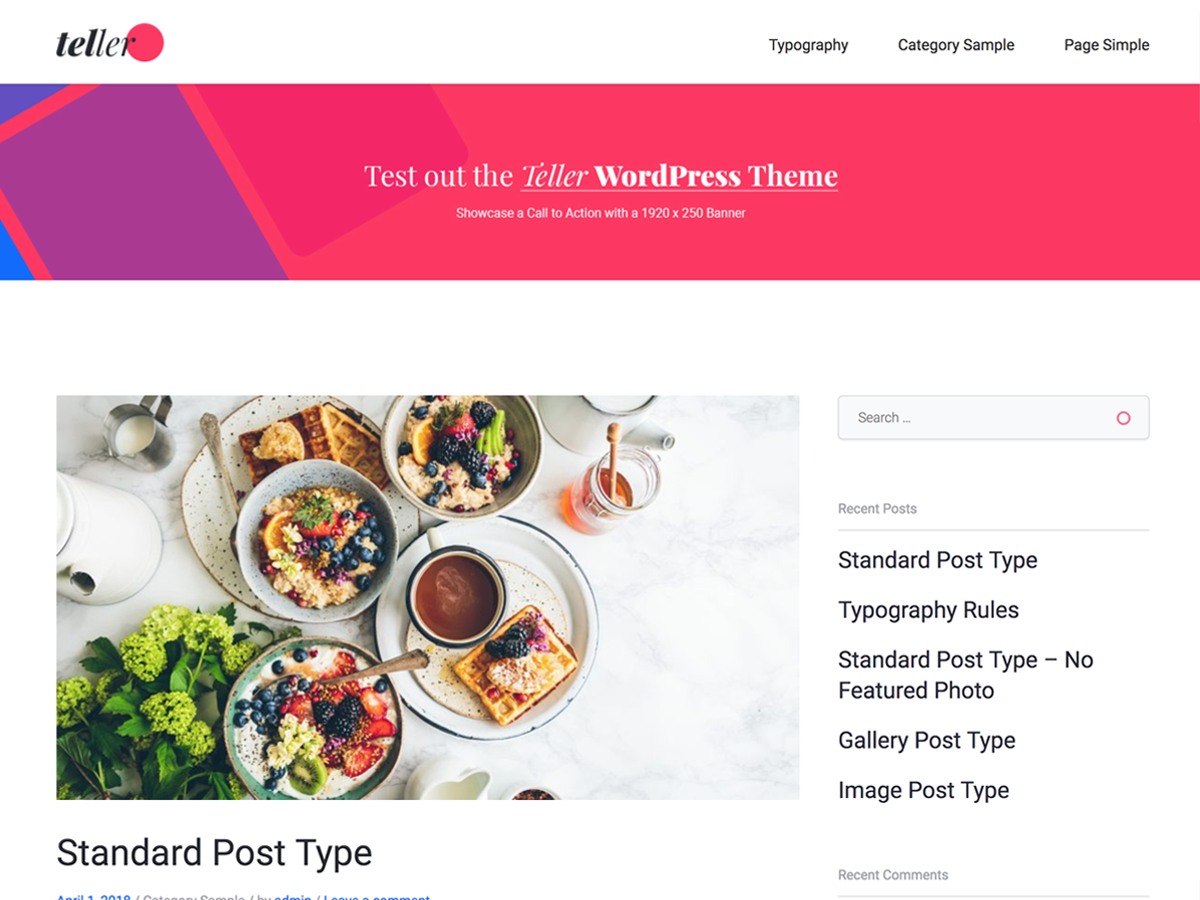 teller
Typography
Category Sample
Page Simple
Test out the Teller WordPress Theme
Showcase a Call to Action with a 1920 x 250 Banner
Search ...
Recent Posts
Standard Post Type
Typography Rules
Standard Post Type – No
Featured Photo
Gallery Post Type
Image Post Type
Recent Comments
Standard Post Type
April 1, 2018 / Category Sample / by admin / Leave a comment